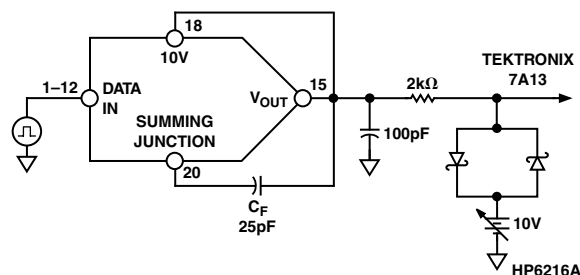 18
10V
1–12
DATA
IN
SUMMING
JUNCTION
20
VOUT
15
CF
25pF
100pF
2kΩ
TEKTRONIX
7A13
10V
HP6216A